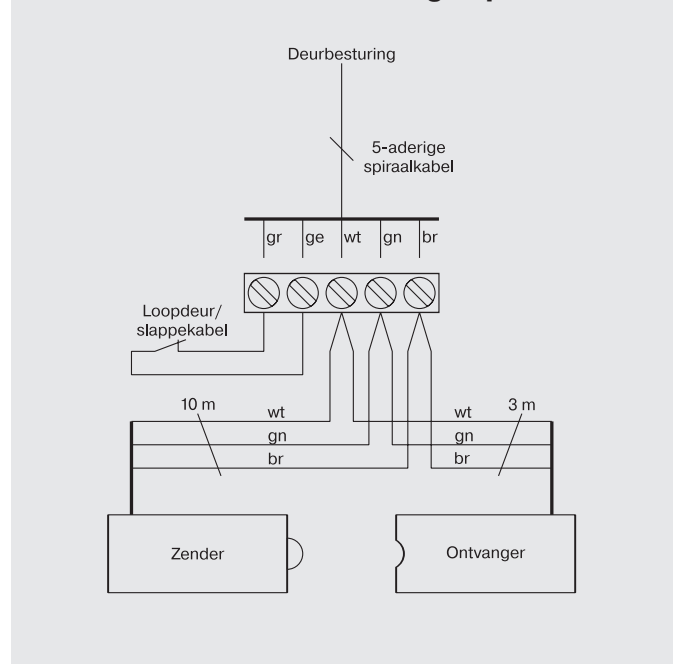 Deurbesturing
5-aderige
spiraalkabel
gr ge wt gn br
Loopdeur/
slappekabel
10 m wt wt 3 m
gn gn
br br
Zender Ontvanger